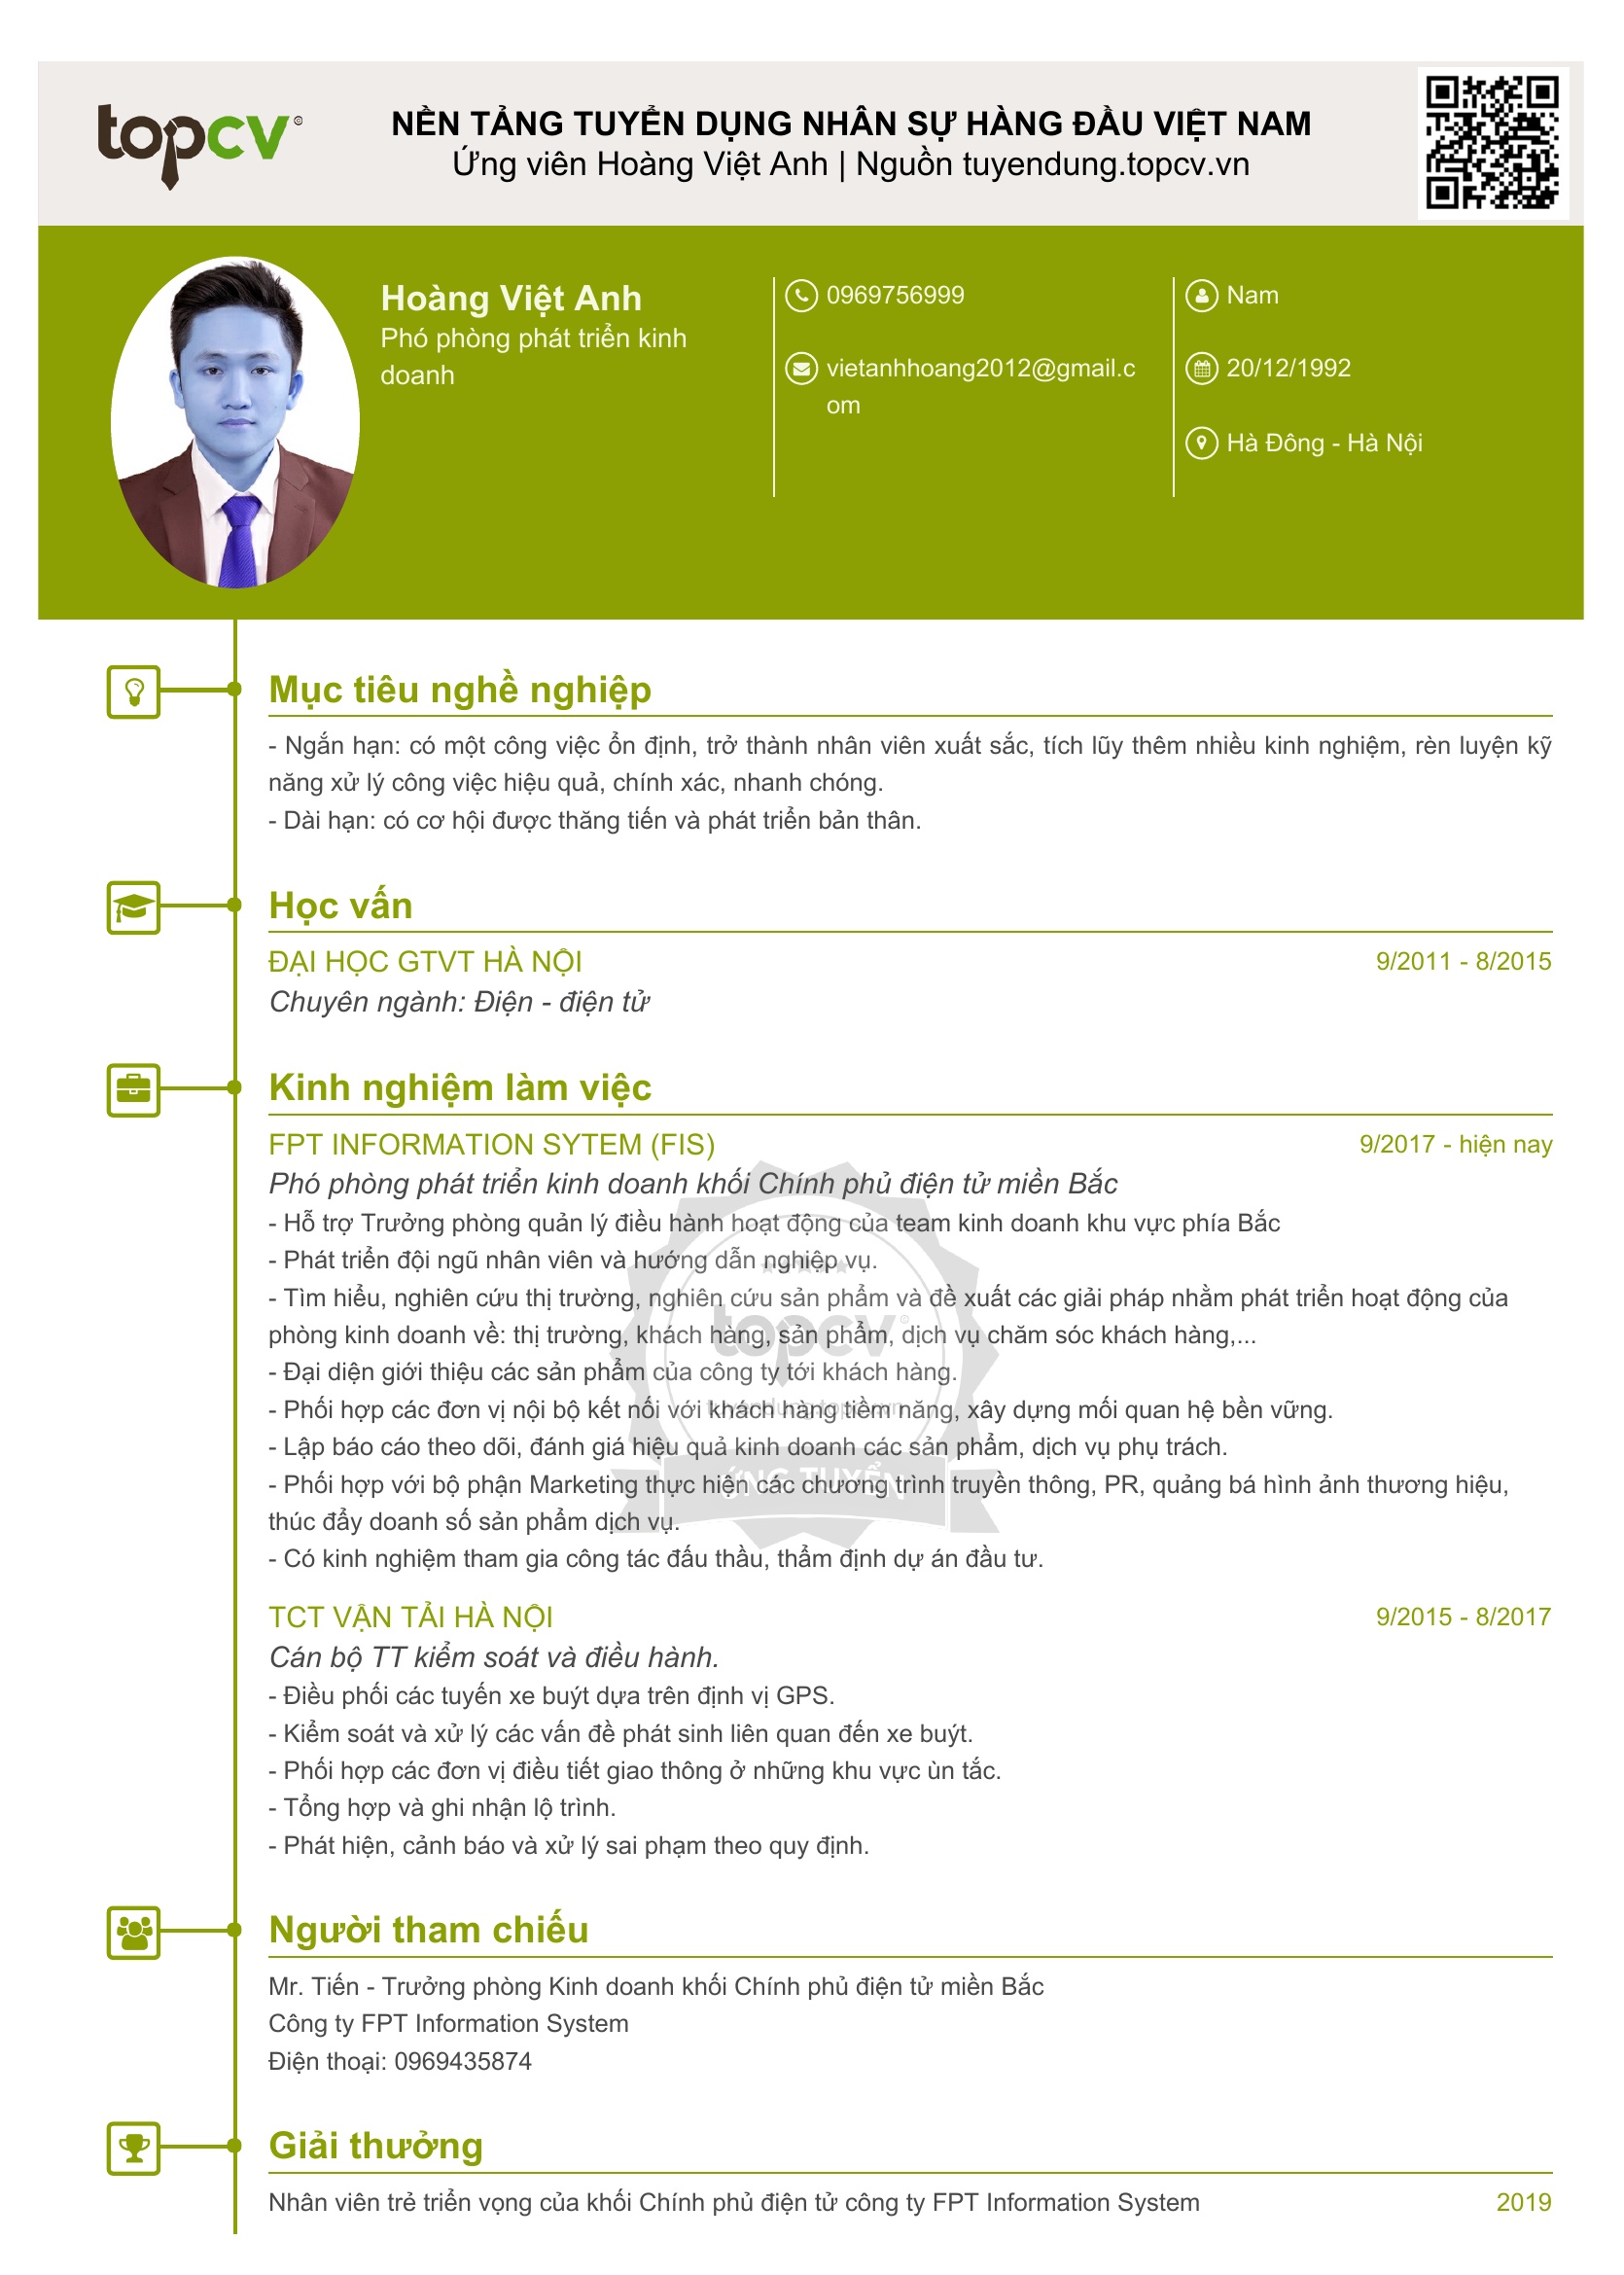 topcv
NỀN TẢNG TUYỂN DỤNG NHÂN SỰ HÀNG ĐẦU VIỆT NAM
Ứng viên Hoàng Việt Anh | Nguồn tuyendung.topcv.vn
Hoàng Việt Anh
Phó phòng phát triển kinh
doanh
0969756999
vietanhhoang2012@gmail.c
om
Nam
20/12/1992
Hà Đông - Hà Nội
Mục tiêu nghề nghiệp
- Ngắn hạn: có một công việc ổn định, trở thành nhân viên xuất sắc, tích lũy thêm nhiều kinh nghiệm, rèn luyện kỹ
năng xử lý công việc hiệu quả, chính xác, nhanh chóng.
- Dài hạn: có cơ hội được thăng tiến và phát triển bản thân.
Học vấn
ĐẠI HỌC GTVT HÀ NỘI 9/2011 - 8/2015
Chuyên ngành: Điện - điện tử
Kinh nghiệm làm việc
FPT INFORMATION SYTEM (FIS) 9/2017 - hiện nay
Phó phòng phát triển kinh doanh khối Chính phủ điện tử miền Bắc
- Hỗ trợ Trưởng phòng quản lý điều hành hoạt động của team kinh doanh khu vực phía Bắc
- Phát triển đội ngũ nhân viên và hướng dẫn nghiệp vụ.
- Tìm hiểu, nghiên cứu thị trường, nghiên cứu sản phẩm và đề xuất các giải pháp nhằm phát triển hoạt động của
phòng kinh doanh về: thị trường, khách hàng, sản phẩm, dịch vụ chăm sóc khách hàng,...
- Đại diện giới thiệu các sản phẩm của công ty tới khách hàng.
- Phối hợp các đơn vị nội bộ kết nối với khách hàng tiềm năng, xây dựng mối quan hệ bền vững.
- Lập báo cáo theo dõi, đánh giá hiệu quả kinh doanh các sản phẩm, dịch vụ phụ trách.
- Phối hợp với bộ phận Marketing thực hiện các chương trình truyền thông, PR, quảng bá hình ảnh thương hiệu,
thúc đẩy doanh số sản phẩm dịch vụ.
- Có kinh nghiệm tham gia công tác đấu thầu, thẩm định dự án đầu tư.
topcv
tuyendung.topcv.vn
ỨNG TUYỂN
TCT VẬN TẢI HÀ NỘI 9/2015 - 8/2017
Cán bộ TT kiểm soát và điều hành.
- Điều phối các tuyến xe buýt dựa trên định vị GPS.
- Kiểm soát và xử lý các vấn đề phát sinh liên quan đến xe buýt.
- Phối hợp các đơn vị điều tiết giao thông ở những khu vực ùn tắc.
- Tổng hợp và ghi nhận lộ trình.
- Phát hiện, cảnh báo và xử lý sai phạm theo quy định.
Người tham chiếu
Mr. Tiến - Trưởng phòng Kinh doanh khối Chính phủ điện tử miền Bắc
Công ty FPT Information System
Điện thoại: 0969435874
Giải thưởng
Nhân viên trẻ triển vọng của khối Chính phủ điện tử công ty FPT Information System 2019